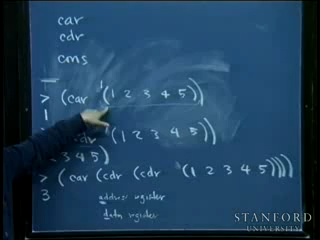 car
cdr
cons
> (car '(1 2 3 4 5))
1
'(1 2 3 4 5))
3 4 5)
> (car (cdr (cdr '(1 2 3 4 5))))
3
address register
data register
STANFORD
UNIVERSITY